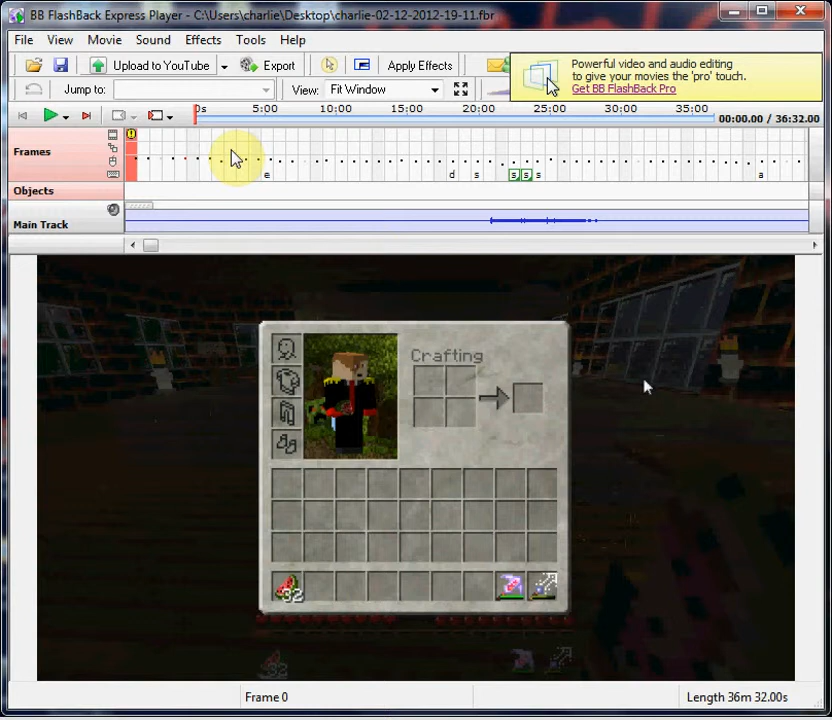 BB FlashBack Express Player - C:\Users\charlie\Desktop\charlie-02-12-2012-19-11.fbr
File View Movie Sound Effects Tools Help
Upload to YouTube Export Apply Effects
Powerful video and audio editing
to give your movies the 'pro' touch.
Get BB FlashBack Pro
Jump to: View: Fit Window
0s 5:00 10:00 15:00 20:00 25:00 30:00 35:00
00:00.00 / 36:32.00
Frames
e d s s s s a
Objects
Main Track
Crafting
32
32
Frame 0 Length 36m 32.00s